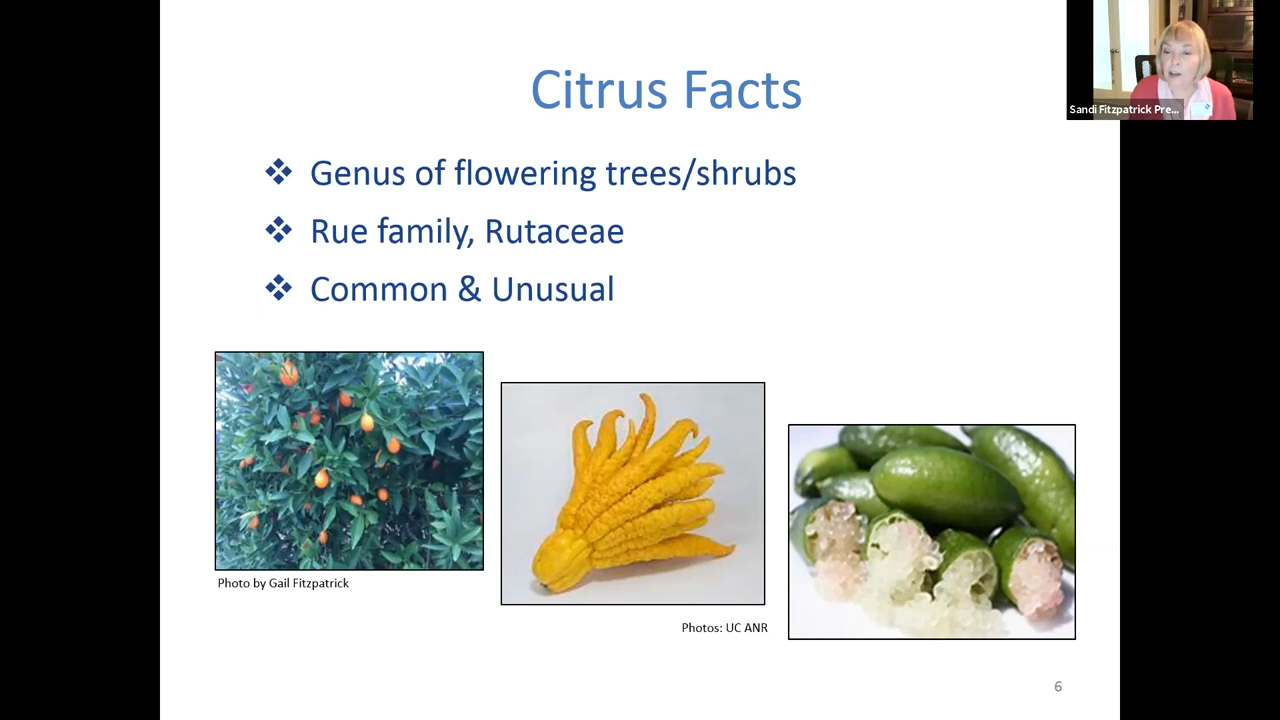 Citrus Facts
Sandi Fitzpatrick Pre...
❖ Genus of flowering trees/shrubs
❖ Rue family, Rutaceae
❖ Common & Unusual
Photo by Gail Fitzpatrick
Photos: UC ANR
6